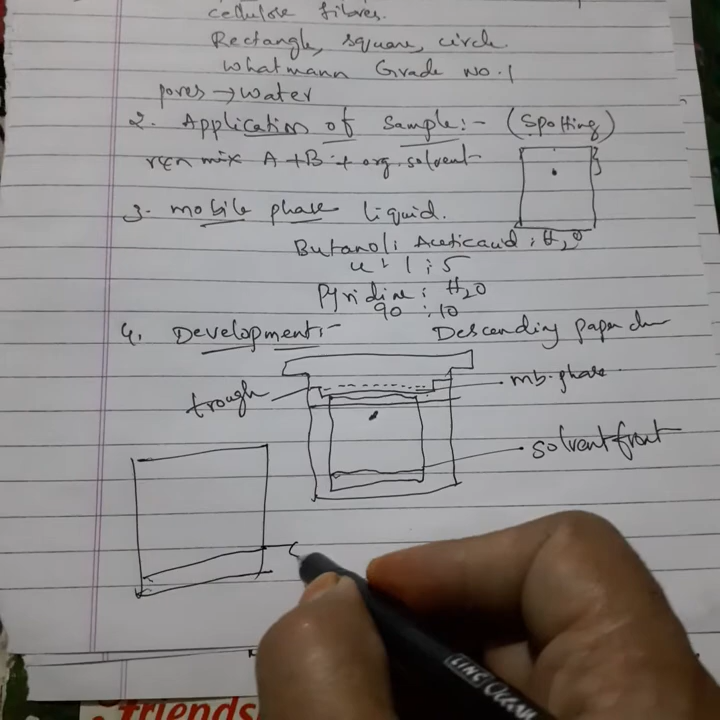 cellulose fibres.
Rectangle, square, circle.
Whatmann Grade No. 1
pores → water
2. Application of Sample:- (Spotting)
rxn mix A + B + org. solvent
3. mobile phase liquid.
Butanol: Acetic acid : H2O
4 : 1 : 5
Pyridine : H2O
90 : 10
4. Development:- Descending paper
trough
mb. phase
solvent front
friends